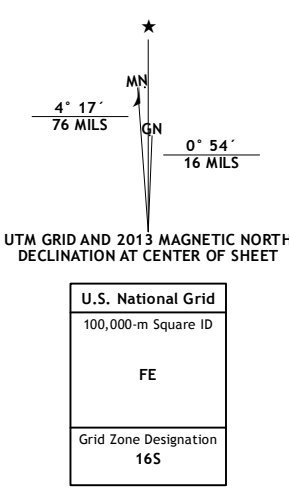 ★
MN
4° 17´
76 MILS
GN
0° 54´
16 MILS
UTM GRID AND 2013 MAGNETIC NORTH
DECLINATION AT CENTER OF SHEET
U.S. National Grid
100,000-m Square ID
FE
Grid Zone Designation
16S